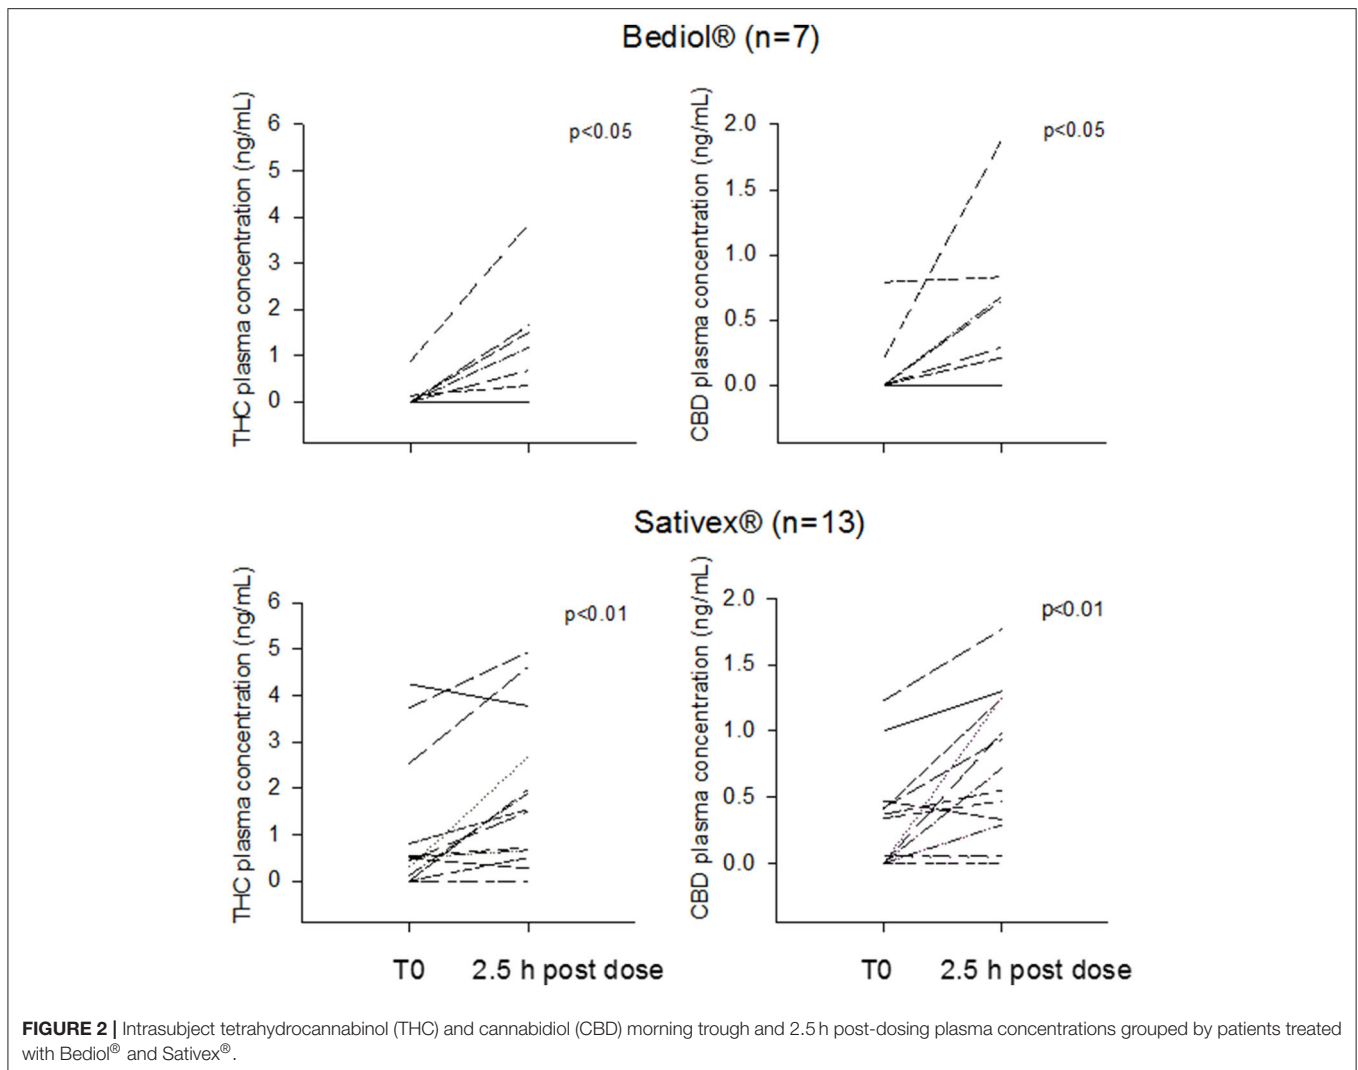 Bediol® (n=7)
THC plasma concentration (ng/mL)
6
5
4
3
2
1
0
p<0.05
CBD plasma concentration (ng/mL)
2.0
1.5
1.0
0.5
0.0
p<0.05
Sativex® (n=13)
THC plasma concentration (ng/mL)
6
5
4
3
2
1
0
p<0.01
T0
2.5 h post dose
CBD plasma concentration (ng/mL)
2.0
1.5
1.0
0.5
0.0
p<0.01
T0
2.5 h post dose
FIGURE 2 | Intrasubject tetrahydrocannabinol (THC) and cannabidiol (CBD) morning trough and 2.5 h post-dosing plasma concentrations grouped by patients treated
with Bediol® and Sativex®.